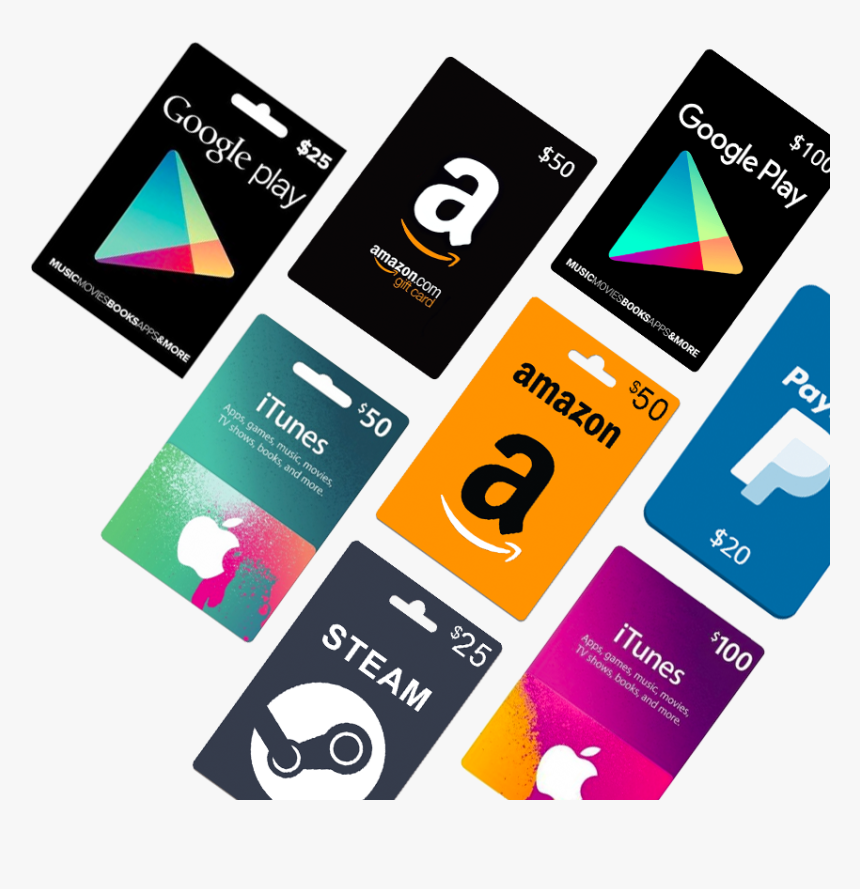 Google play
$25
MUSICMOVIESBOOKSAPPS&MORE
$50
a
amazon.com
gift card
Google Play
$100
MUSICMOVIESBOOKSAPPS&MORE
$50
iTunes
Apps, games, music, movies,
TV shows, books, and more.
$50
amazon
a
Pay
$20
$25
STEAM
$100
iTunes
Apps, games, music, movies,
TV shows, books, and more.